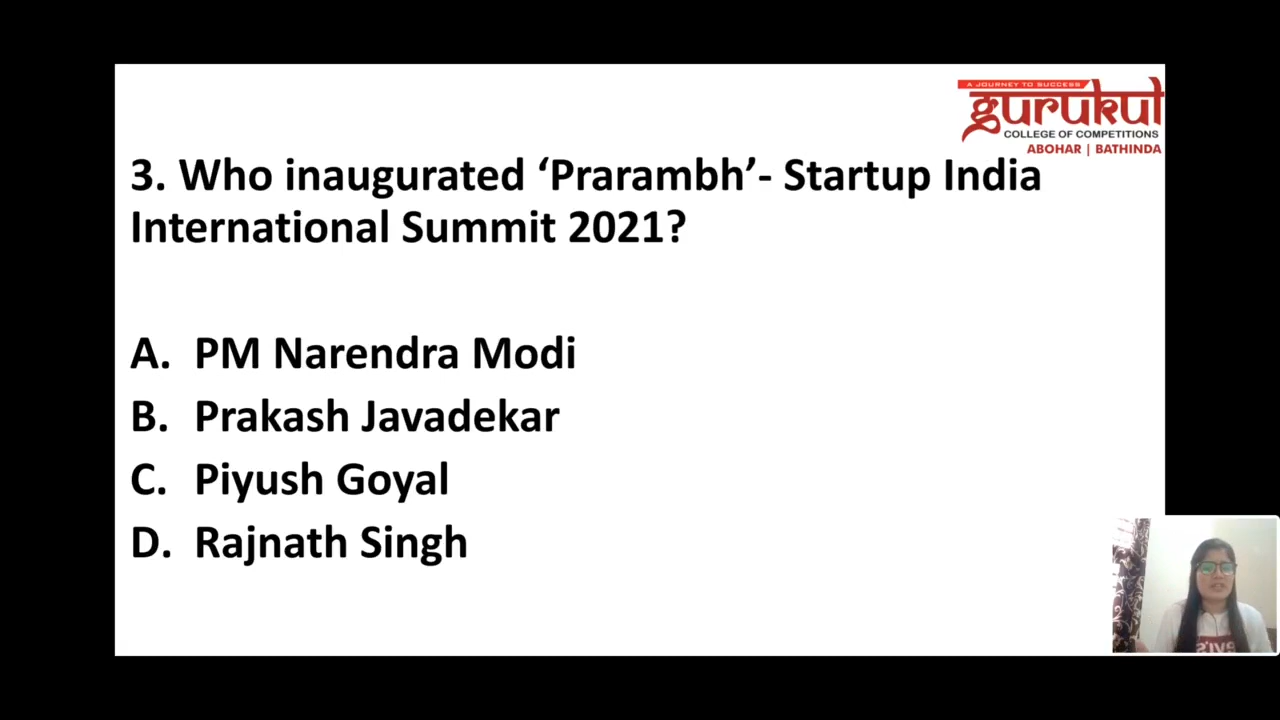 A JOURNEY TO SUCCESS
gurukul
COLLEGE OF COMPETITIONS
ABOHAR | BATHINDA
3. Who inaugurated ‘Prarambh’- Startup India
International Summit 2021?
A. PM Narendra Modi
B. Prakash Javadekar
C. Piyush Goyal
D. Rajnath Singh